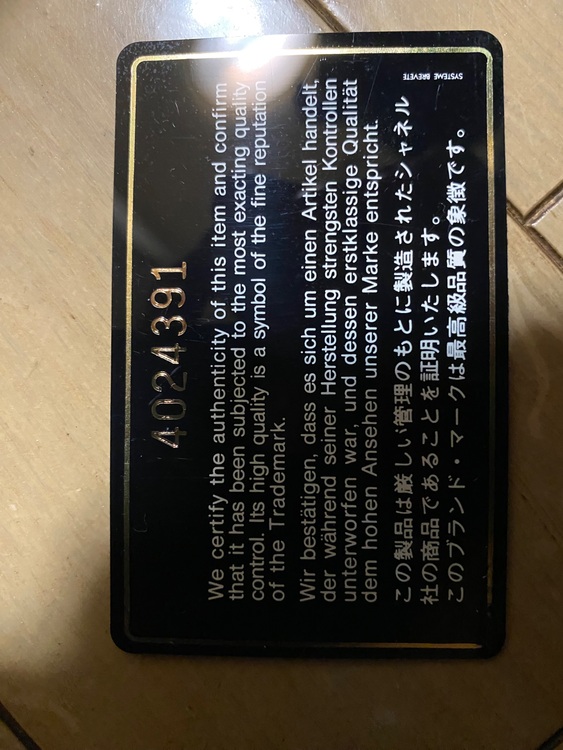 4024391
We certify the authenticity of this item and confirm
that it has been subjected to the most exacting quality
control. Its high quality is a symbol of the fine reputation
of the Trademark.
Wir bestätigen, dass es sich um einen Artikel handelt,
der während seiner Herstellung strengsten Kontrollen
unterworfen war, und dessen erstklassige Qualität
dem hohen Ansehen unserer Marke entspricht.
この製品は厳しい管理のもとに製造されたシャネル
社の商品であることを証明いたします。
このブランド・マークは最高級品質の象徴です。
SYSTEME BREVETE